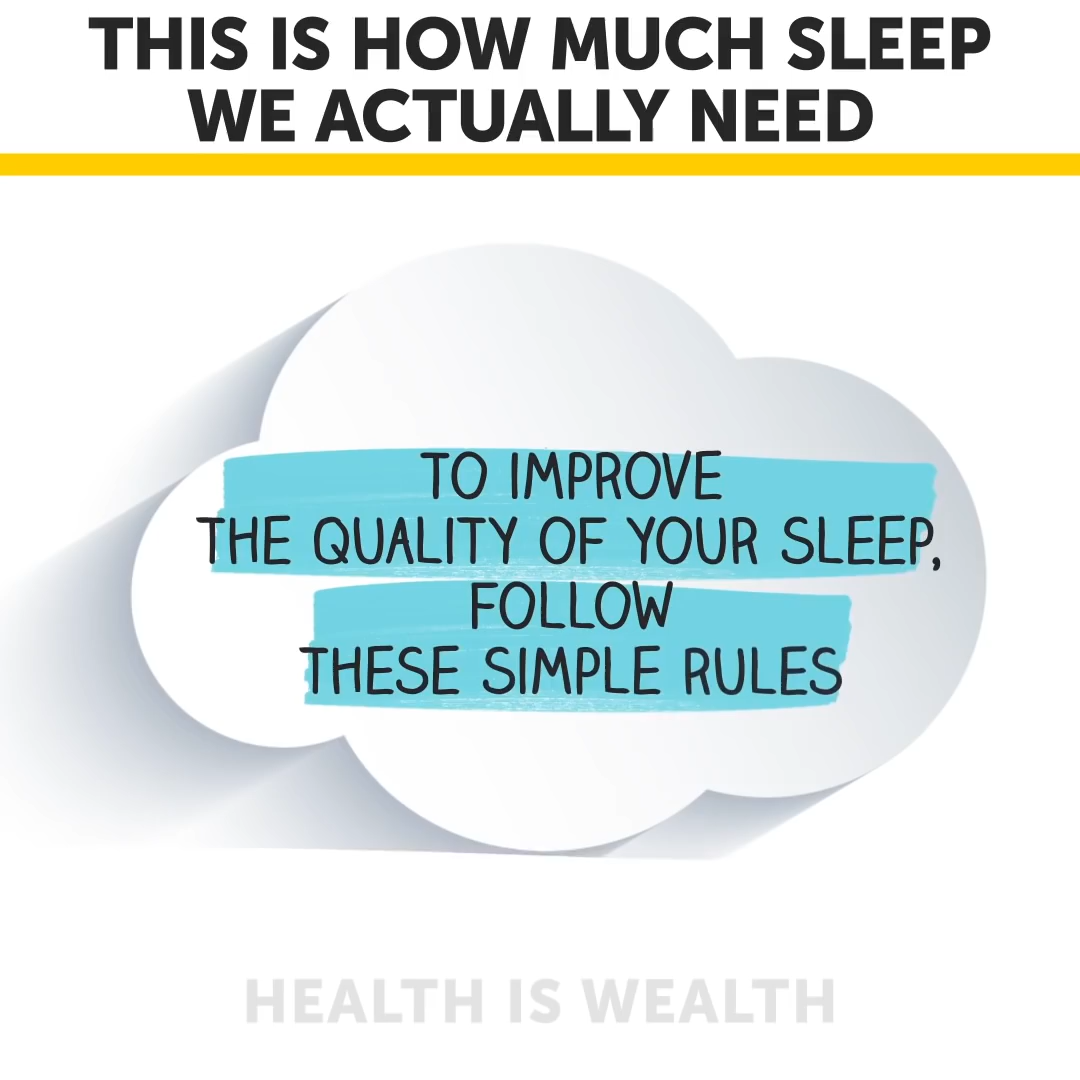 THIS IS HOW MUCH SLEEP
WE ACTUALLY NEED
TO IMPROVE
THE QUALITY OF YOUR SLEEP,
FOLLOW
THESE SIMPLE RULES
HEALTH IS WEALTH